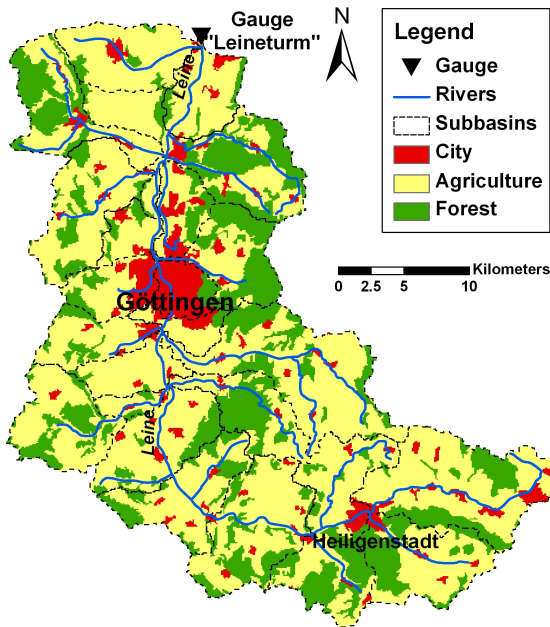 Gauge
"Leineturm"
N
Leine
Legend
Gauge
Rivers
Subbasins
City
Agriculture
Forest
Kilometers
0 2.5 5 10
Göttingen
Leine
Heiligenstadt